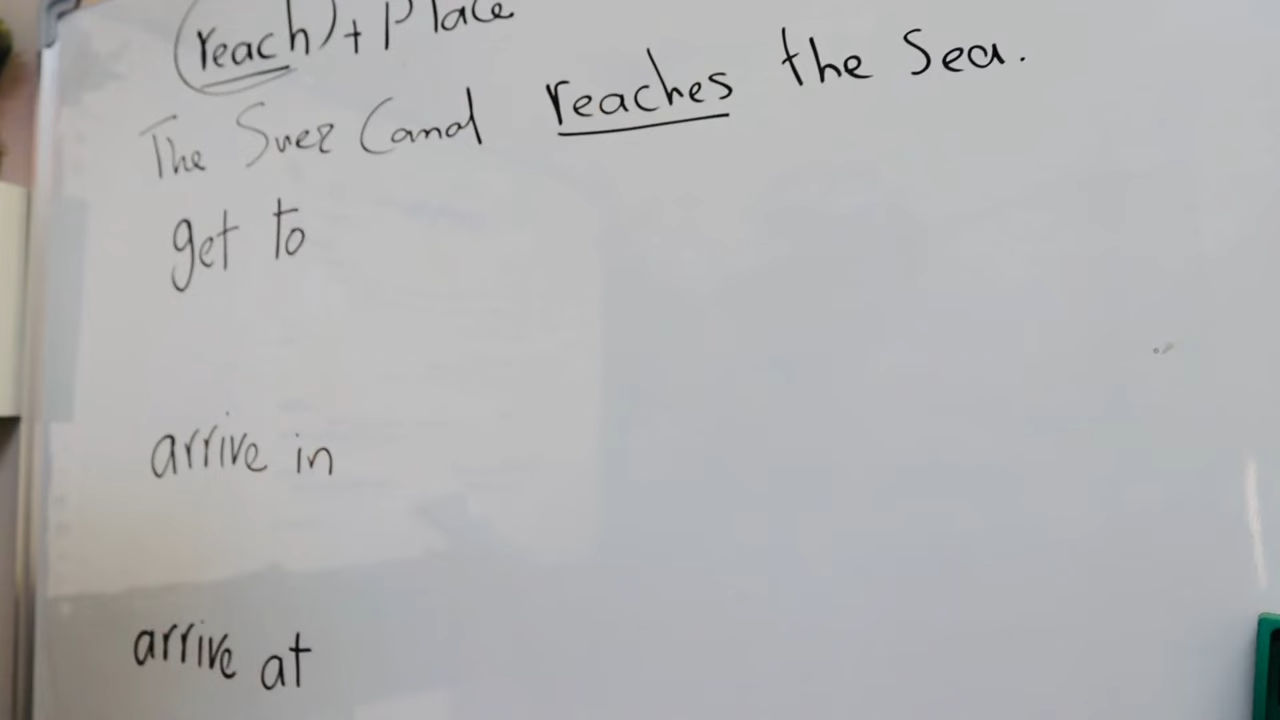 (reach) + Place
The Suez Canal reaches the Sea.
get to
arrive in
arrive at